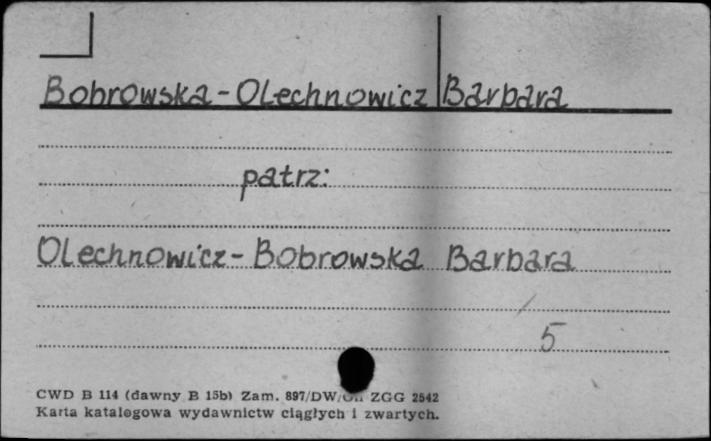 Bobrowska-Olechnowicz Barbara
patrz:
Olechnowicz-Bobrowska Barbara
5
CWD B 114 (dawny B 15b) Zam. 897/DW/ ZGG 2542
Karta katalogowa wydawnictw ciągłych i zwartych.